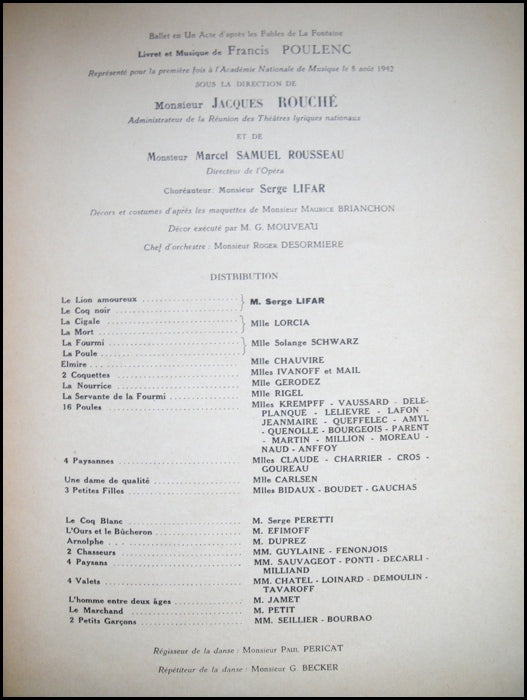 Ballet en Un Acte d'après les Fables de La Fontaine
Livret et Musique de Francis POULENC
Représenté pour la première fois à l'Académie Nationale de Musique le 8 août 1942
SOUS LA DIRECTION DE
Monsieur JACQUES ROUCHÉ
Administrateur de la Réunion des Théâtres lyriques nationaux
ET DE
Monsieur Marcel SAMUEL ROUSSEAU
Directeur de l'Opéra
Choréauteur: Monsieur Serge LIFAR
Décors et costumes d'après les maquettes de Monsieur MAURICE BRIANCHON
Décor exécuté par M. G. MOUVEAU
Chef d'orchestre : Monsieur ROGER DESORMIERE
DISTRIBUTION
Le Lion amoureux
Le Coq noir
M. Serge LIFAR
La Cigale
La Mort
Mlle LORCIA
La Fourmi
La Poule
Mlle Solange SCHWARZ
Elmire Mlle CHAUVIRE
2 Coquettes Mlles IVANOFF et MAIL
La Nourrice Mlle GERODEZ
La Servante de la Fourmi Mlle RIGEL
16 Poules Mlles KREMPFF - VAUSSARD - DELE-
PLANQUE - LELIEVRE - LAFON -
JEANMAIRE - QUEFFELEC - AMYL
- QUENOLLE - BOURGEOIS - PARENT
- MARTIN - MILLION - MOREAU -
NAUD - ANFFOY
4 Paysannes Mlles CLAUDE - CHARRIER - CROS -
GOUREAU
Une dame de qualité Mlle CARLSEN
3 Petites Filles Mlles BIDAUX - BOUDET - GAUCHAS
Le Coq Blanc M. Serge PERETTI
L'Ours et le Bûcheron M. EFIMOFF
Arnolphe M. DUPREZ
2 Chasseurs MM. GUYLAINE - FENONJOIS
4 Paysans MM. SAUVAGEOT - PONTI - DECARLI -
MILLIAND
4 Valets MM. CHATEL - LOINARD - DEMOULIN -
TAVAROFF
L'homme entre deux âges M. JAMET
Le Marchand M. PETIT
2 Petits Garçons MM. SEILLIER - BOURBAO
Régisseur de la danse : Monsieur PAUL PERICAT
Répétiteur de la danse : Monsieur G. BECKER